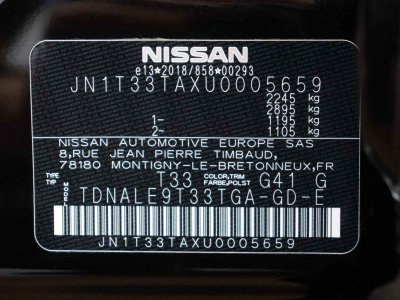 NISSAN
e13*2018/858*00293
JN1T33TAXU0005659
2245 kg
2895 kg
1- 1195 kg
2- 1105 kg
NISSAN AUTOMOTIVE EUROPE SAS
8,RUE JEAN PIERRE TIMBAUD,
78180 MONTIGNY-LE-BRETONNEUX,FR
TYPE TYP T33 COLOR,TRIM FARBE,POLST G41 G
TDNALE9T33TGA-GD-E
JN1T33TAXU0005659